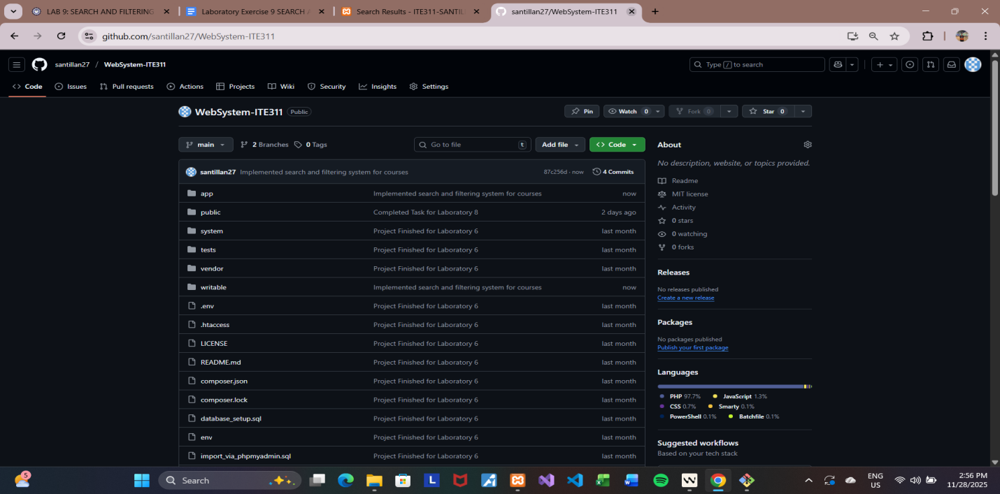 LAB 9: SEARCH AND FILTERING
Laboratory Exercise 9 SEARCH A
Search Results - ITE311-SANTIL
santillan27/WebSystem-ITE311
github.com/santillan27/WebSystem-ITE311
santillan27 / WebSystem-ITE311
Type / to search
Code Issues Pull requests Actions Projects Wiki Security Insights Settings
WebSystem-ITE311 Public
Pin Watch 0 Fork 0 Star 0
main 2 Branches 0 Tags Go to file t Add file Code
santillan27 Implemented search and filtering system for courses 87c256d · now 4 Commits
app Implemented search and filtering system for courses now
public Completed Task for Laboratory 8 2 days ago
system Project Finished for Laboratory 6 last month
tests Project Finished for Laboratory 6 last month
vendor Project Finished for Laboratory 6 last month
writable Implemented search and filtering system for courses now
.env Project Finished for Laboratory 6 last month
.htaccess Project Finished for Laboratory 6 last month
LICENSE Project Finished for Laboratory 6 last month
README.md Project Finished for Laboratory 6 last month
composer.json Project Finished for Laboratory 6 last month
composer.lock Project Finished for Laboratory 6 last month
database_setup.sql Project Finished for Laboratory 6 last month
env Project Finished for Laboratory 6 last month
import_via_phpmyadmin.sql Project Finished for Laboratory 6 last month
About
No description, website, or topics provided.
Readme
MIT license
Activity
0 stars
0 watching
0 forks
Releases
No releases published
Create a new release
Packages
No packages published
Publish your first package
Languages
PHP 97.7% JavaScript 1.3%
CSS 0.7% Smarty 0.1%
PowerShell 0.1% Batchfile 0.1%
Suggested workflows
Based on your tech stack
5
Search
L
ENG
US
2:56 PM
11/28/2025